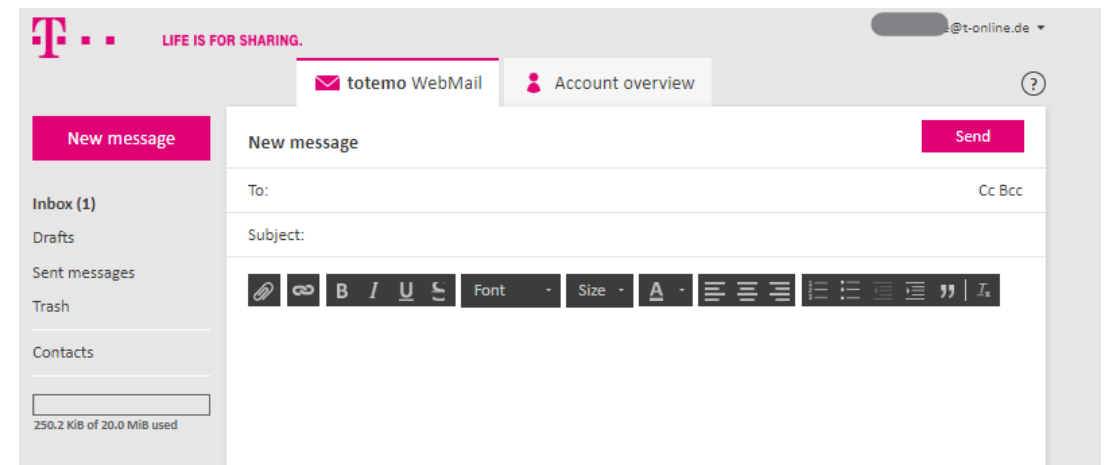 T
LIFE IS FOR SHARING.
@t-online.de
totemo WebMail
Account overview
?
New message
New message
Send
To:
Cc Bcc
Subject:
Inbox (1)
Drafts
Sent messages
Trash
Contacts
250.2 KiB of 20.0 MiB used
B I U S Font Size A